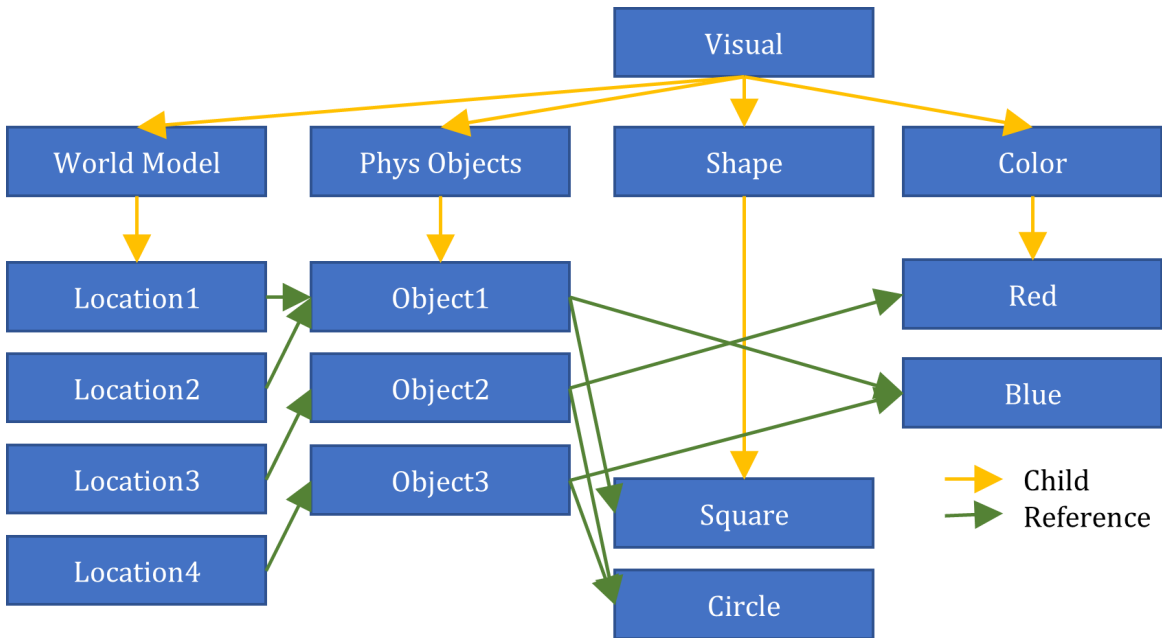 Visual
World Model
Phys Objects
Shape
Color
Location1
Object1
Red
Location2
Object2
Blue
Location3
Object3
Square
Child
Reference
Location4
Circle